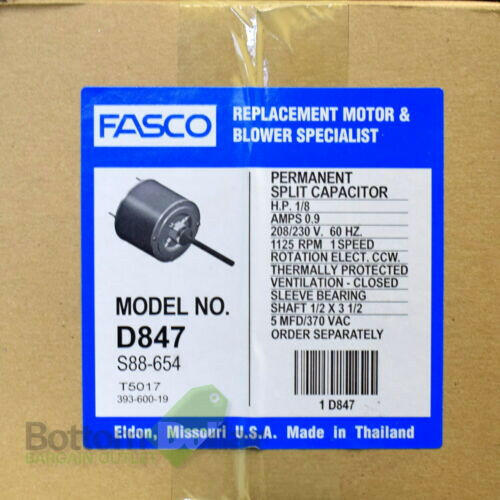 FASCO
REPLACEMENT MOTOR &
BLOWER SPECIALIST
PERMANENT
SPLIT CAPACITOR
H.P. 1/8
AMPS 0.9
208/230 V. 60 HZ.
1125 RPM 1 SPEED
ROTATION ELECT. CCW.
THERMALLY PROTECTED
VENTILATION - CLOSED
SLEEVE BEARING
SHAFT 1/2 X 3 1/2
5 MFD/370 VAC
ORDER SEPARATELY
MODEL NO.
D847
S88-654
T5017
393-600-19
1 D847
Eldon, Missouri U.S.A. Made in Thailand
Bottom
BARGAIN